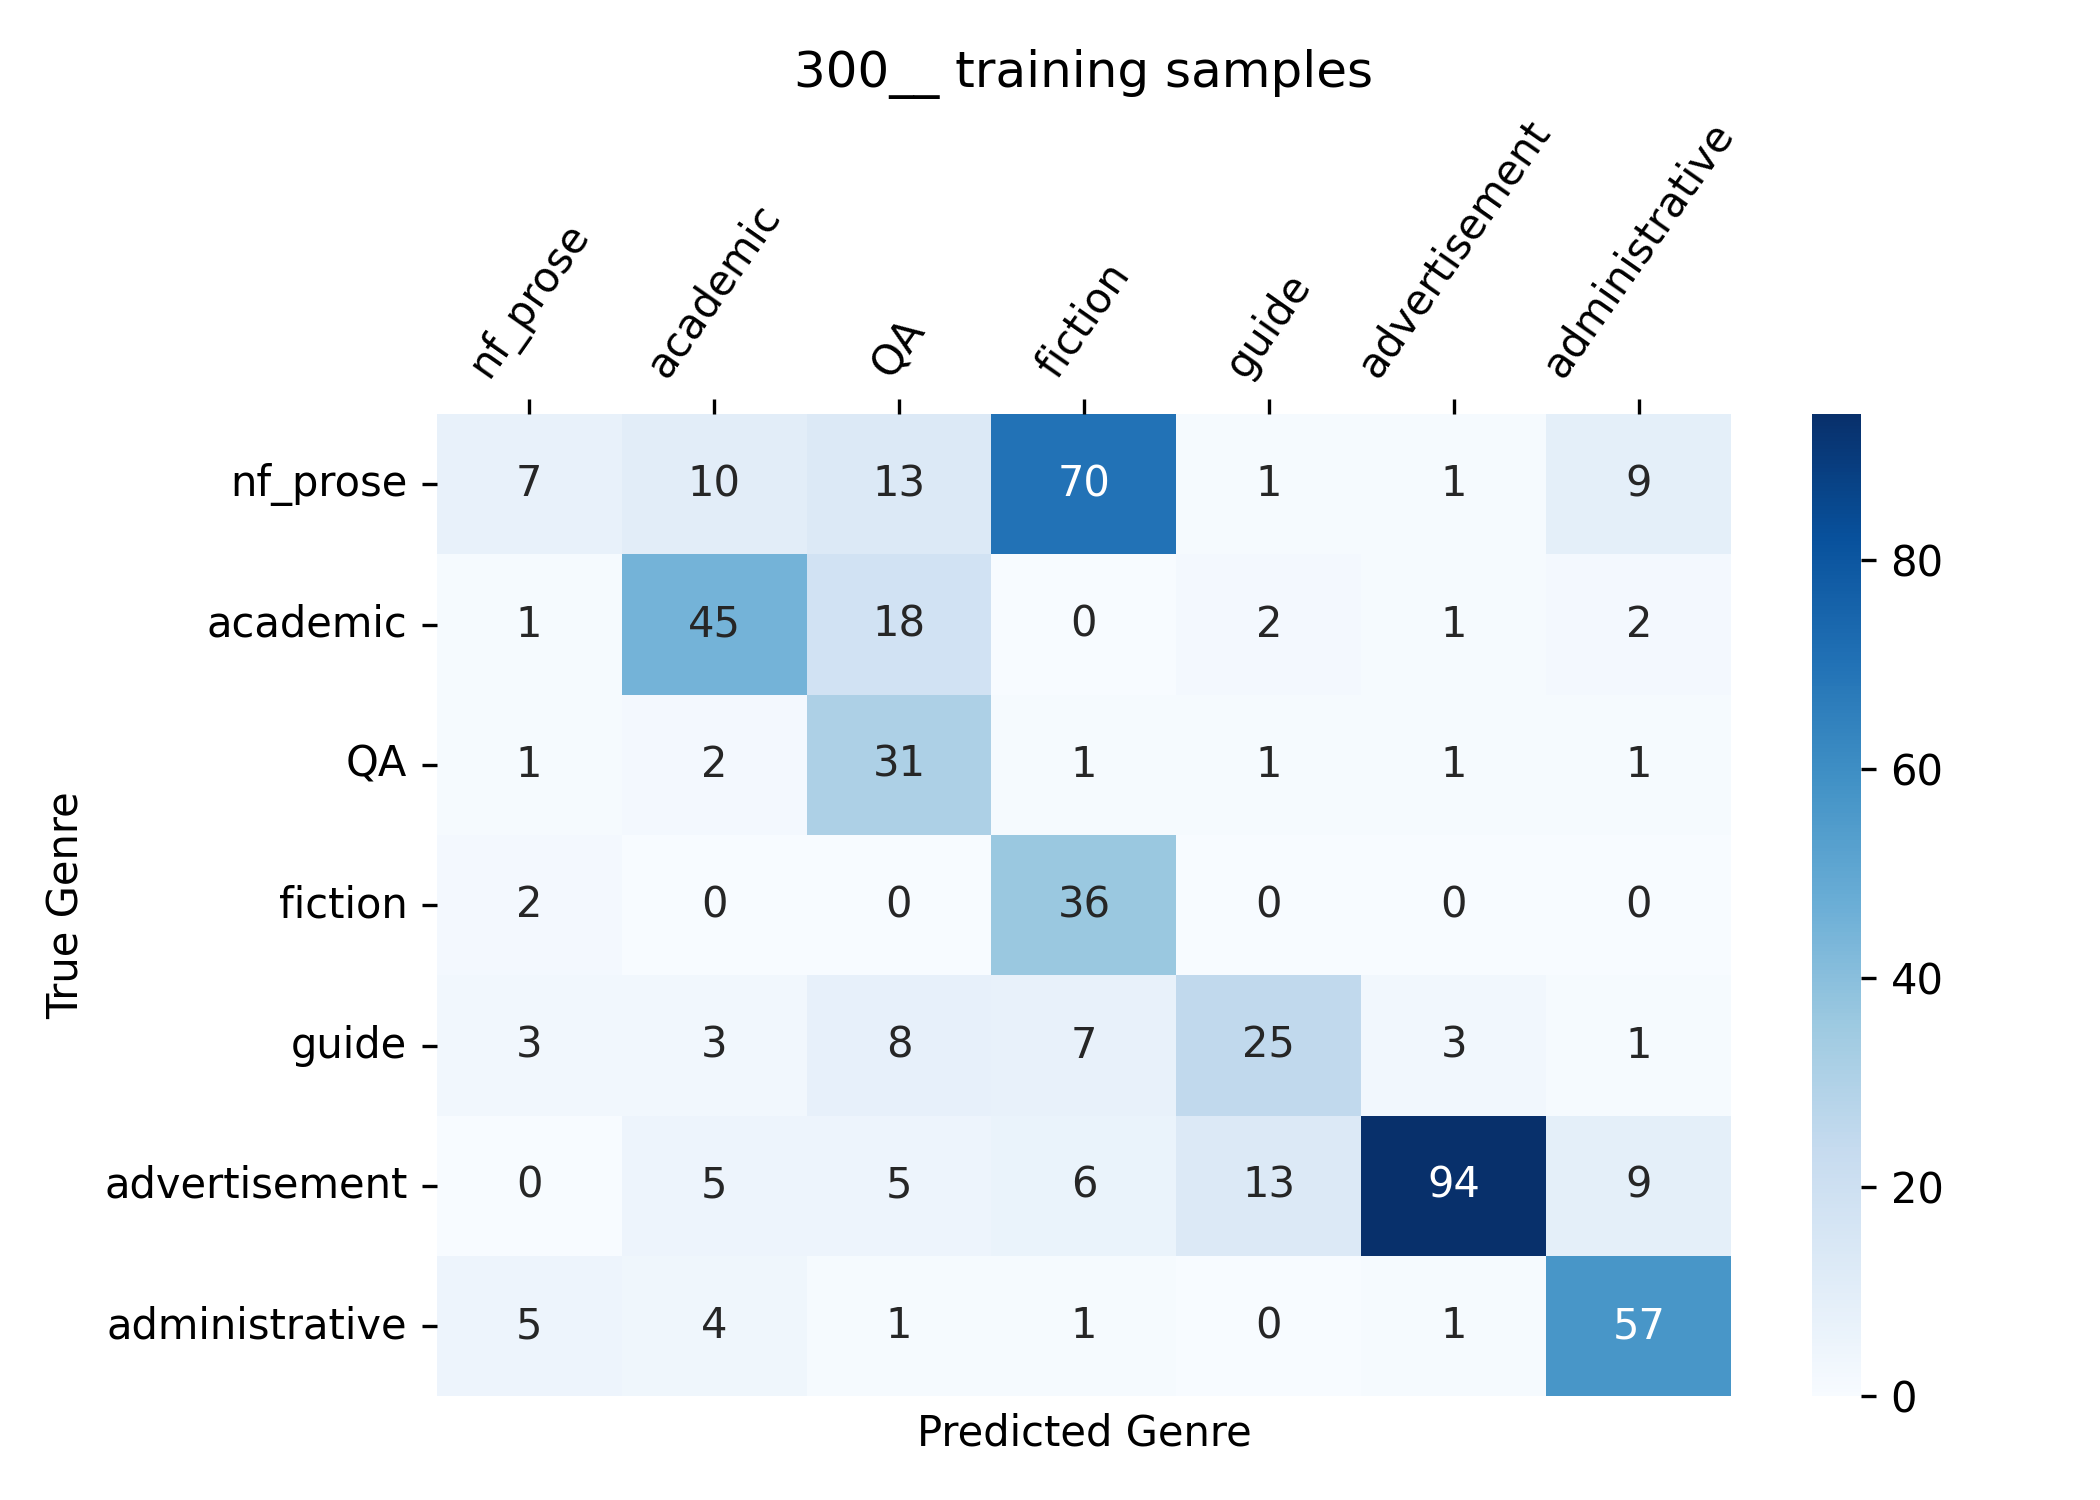 300__ training samples
nf_prose academic QA fiction guide advertisement administrative
nf_prose 7 10 13 70 1 1 9
academic 1 45 18 0 2 1 2
QA 1 2 31 1 1 1 1
fiction 2 0 0 36 0 0 0
guide 3 3 8 7 25 3 1
advertisement 0 5 5 6 13 94 9
administrative 5 4 1 1 0 1 57
True Genre
Predicted Genre
80
60
40
20
0